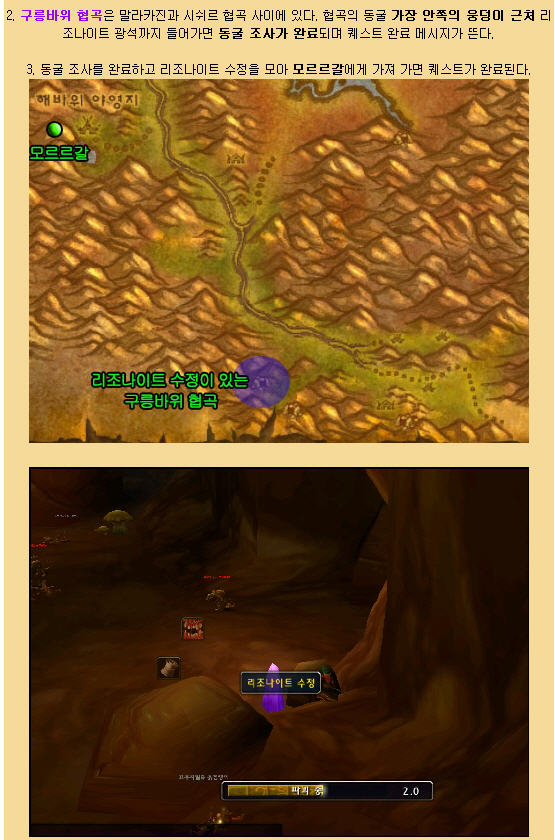 2. 구릉바위 협곡은 말라카진과 시쉬르 협곡 사이에 있다. 협곡의 동굴 가장 안쪽의 웅덩이 근처 리
조나이트 광석까지 들어가면 동굴 조사가 완료되며 퀘스트 완료 메시지가 뜬다.
3. 동굴 조사를 완료하고 리조나이트 수정을 모아 모르르갈에게 가져 가면 퀘스트가 완료된다.
해바위 야영지
모르르갈
리조나이트 수정이 있는
구릉바위 협곡
리조나이트 수정
2.0